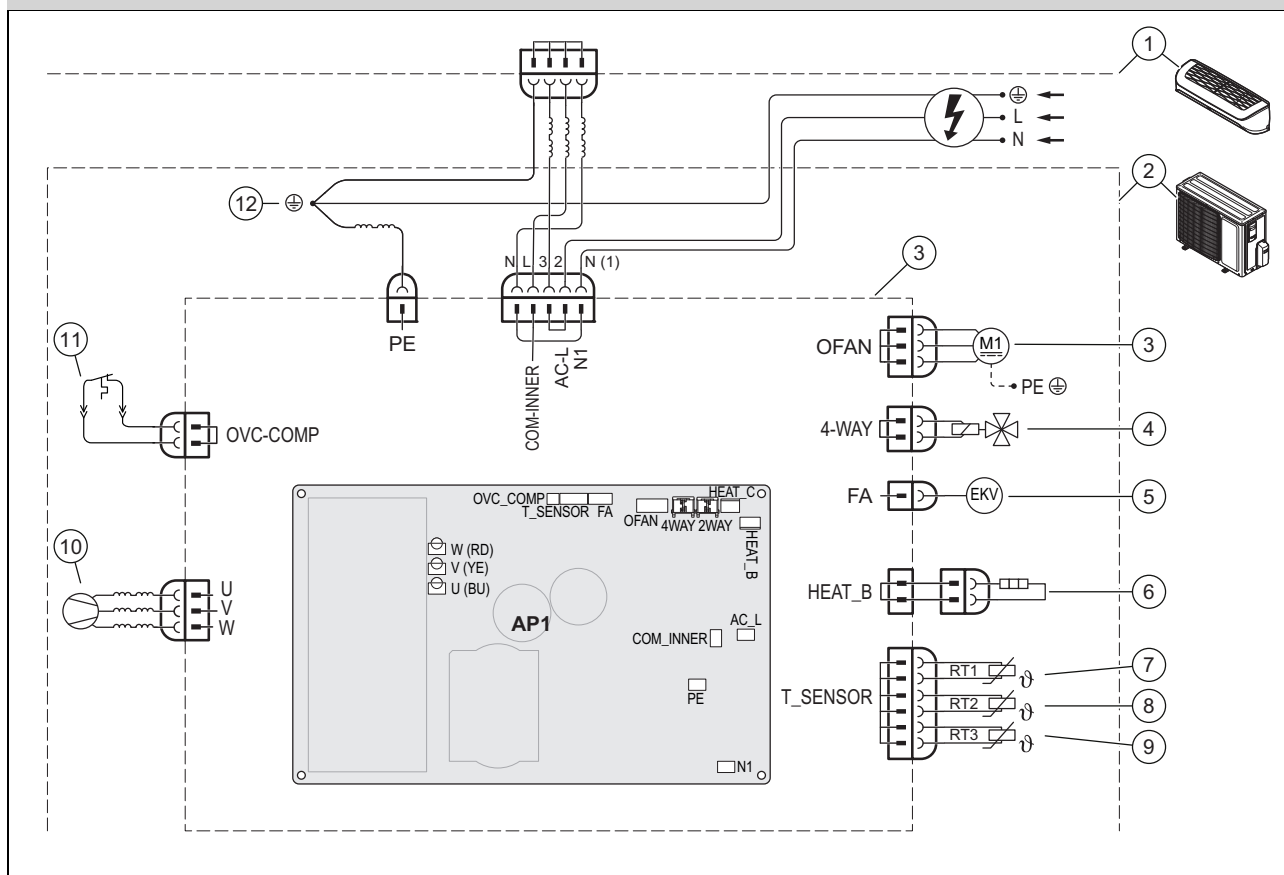 1
L
N
2
12
N L 3 2 N (1)
3
PE
COM-INNER
AC-L
N1
11
OVC-COMP
OFAN
M1
3
PE
4-WAY
4
FA
EKV
5
10
U
V
W
HEAT_B
6
T_SENSOR
RT1
ϑ
7
RT2
ϑ
8
RT3
ϑ
9
OVC_COMP
T_SENSOR
FA
OFAN
4WAY
2WAY
HEAT_C
HEAT_B
W (RD)
V (YE)
U (BU)
AP1
COM_INNER
AC_L
PE
N1